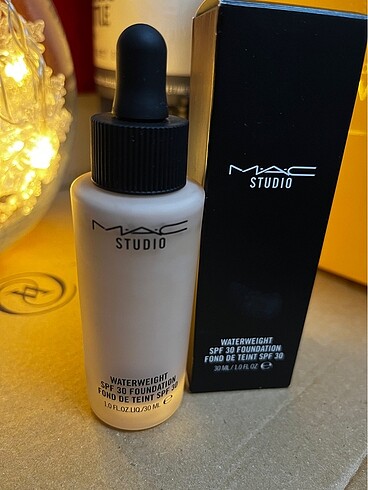 M·A·C
STUDIO
WATERWEIGHT
SPF 30 FOUNDATION
FOND DE TEINT SPF 30
1.0 FL.OZ.LIQ./30 ML e
M·A·C
STUDIO
WATERWEIGHT
SPF 30 FOUNDATION
FOND DE TEINT SPF 30
30 ML / 1.0 FL.OZ e